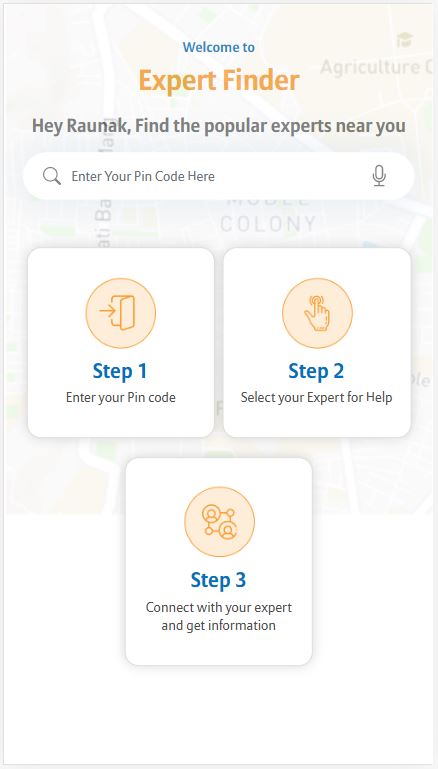 Welcome to
Agriculture C
Expert Finder
Hey Raunak, Find the popular experts near you
Enter Your Pin Code Here
COLONY
Step 1
Enter your Pin code
Step 2
Select your Expert for Help
Step 3
Connect with your expert
and get information